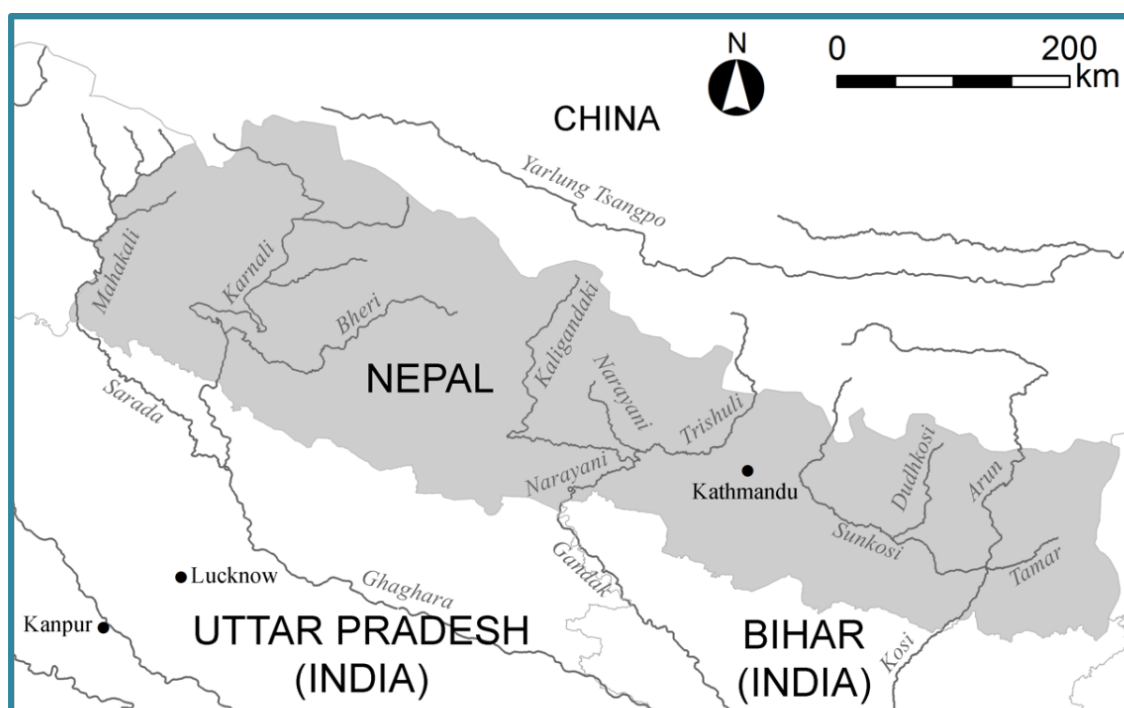 N
0
200
km
CHINA
Yarlung Tsangpo
Mahakali
Karnali
Bheri
Kaligandaki
Narayani
NEPAL
Sarada
Trishuli
Narayani
Kathmandu
Dudhkosi
Arun
Sunkosi
Tamar
Gandak
Lucknow
Ghaghara
Kanpur
UTTAR PRADESH
(INDIA)
BIHAR
(INDIA)
Kosi